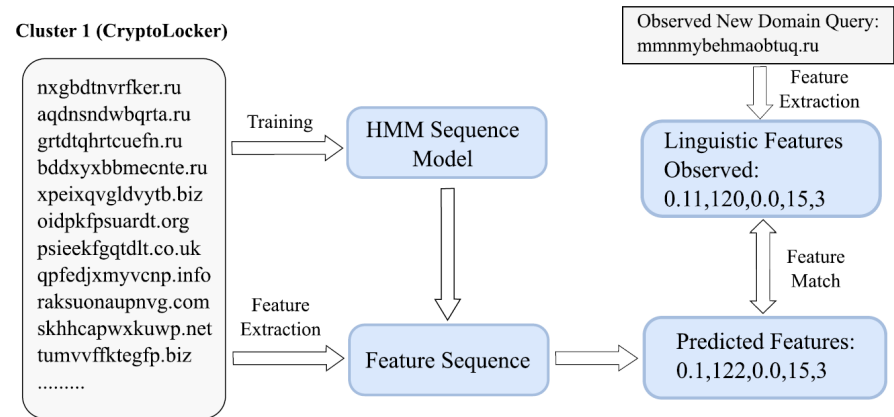 Cluster 1 (CryptoLocker)
nxgbdtnvrfker.ru
aqdnsndwbqrta.ru
grtdtqhrtcuefn.ru
bddxyxbbmecnte.ru
xpeixqvgldvytb.biz
oidpkfpsuardt.org
psieekfgqtdlt.co.uk
qpfedjxmyvcnp.info
raksuonaupnvg.com
skhhcapwxkuwp.net
tumvvffktegfp.biz
.........
Training
HMM Sequence
Model
Feature
Extraction
Feature Sequence
Observed New Domain Query:
mmnmybehmaobtuq.ru
Feature
Extraction
Linguistic Features
Observed:
0.11,120,0.0,15,3
Feature
Match
Predicted Features:
0.1,122,0.0,15,3